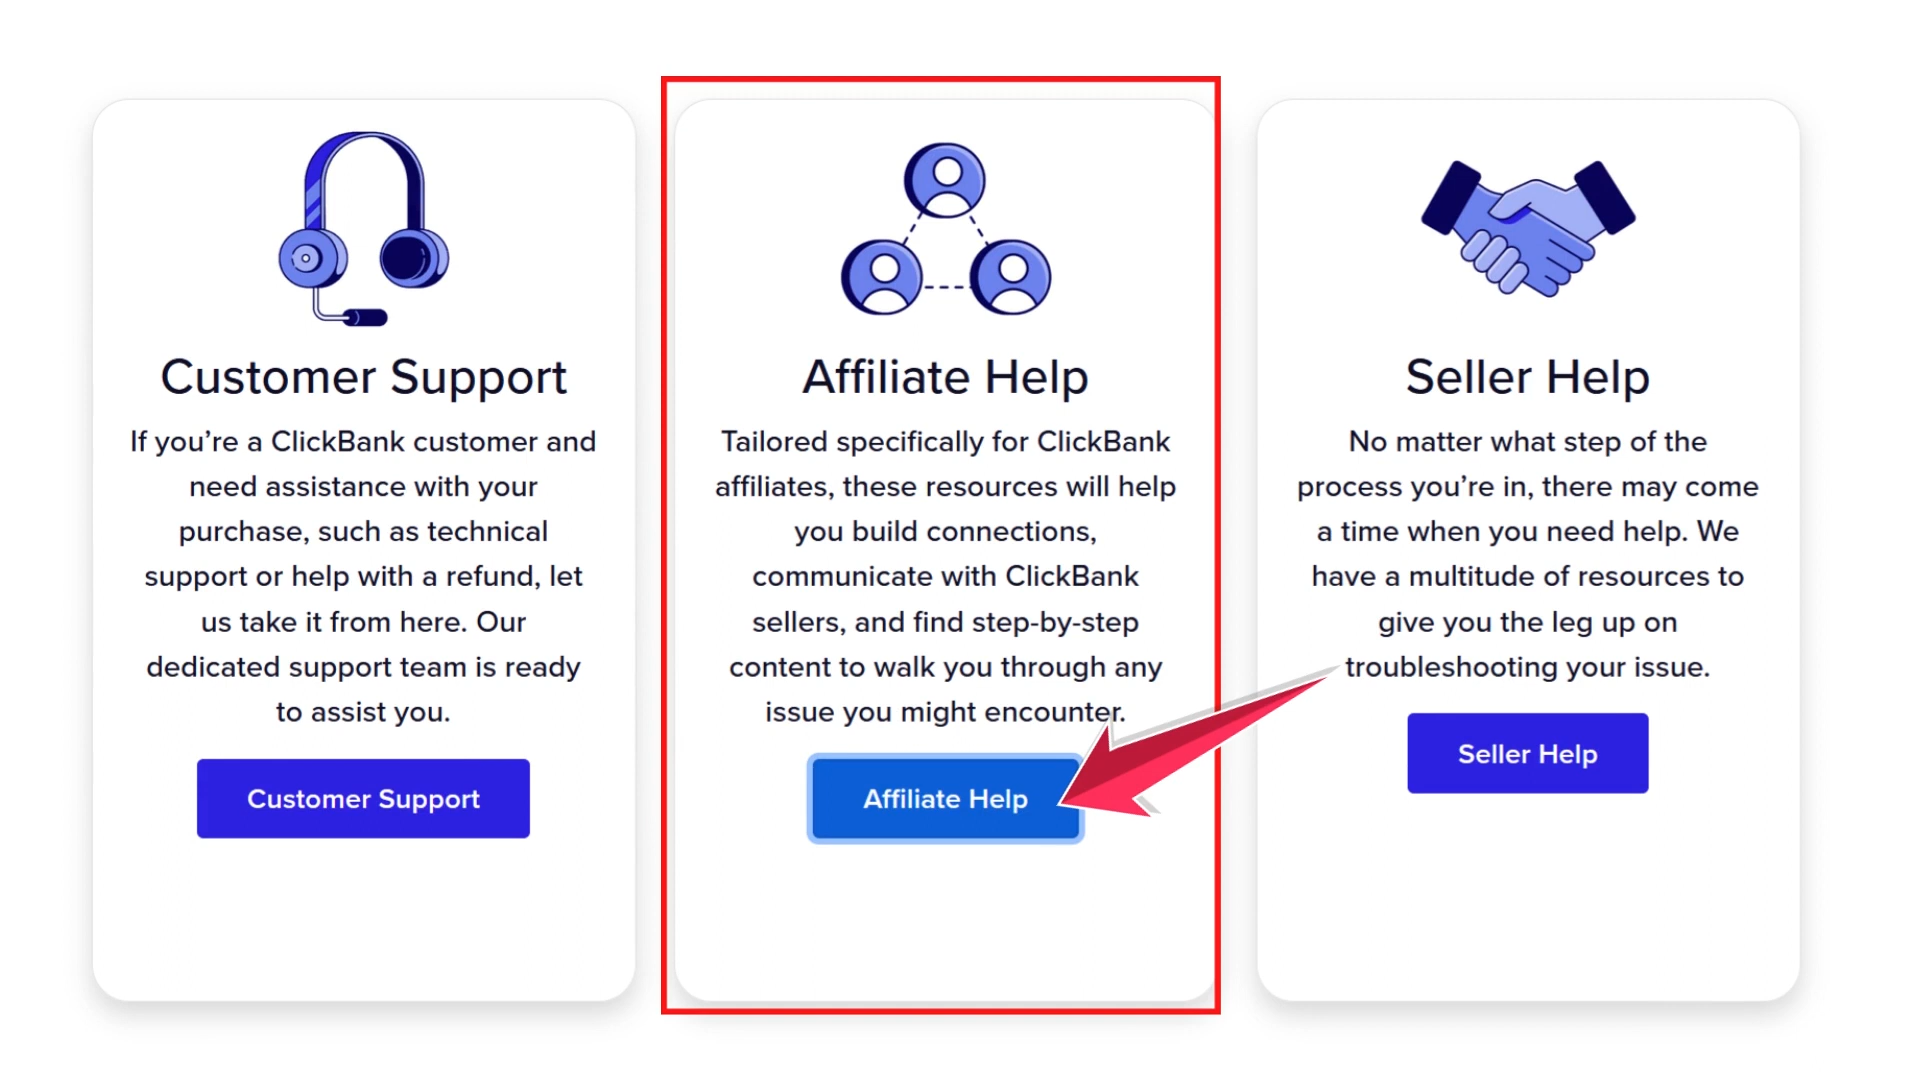 Customer Support
If you’re a ClickBank customer and
need assistance with your
purchase, such as technical
support or help with a refund, let
us take it from here. Our
dedicated support team is ready
to assist you.
Customer Support
Affiliate Help
Tailored specifically for ClickBank
affiliates, these resources will help
you build connections,
communicate with ClickBank
sellers, and find step-by-step
content to walk you through any
issue you might encounter.
Affiliate Help
Seller Help
No matter what step of the
process you’re in, there may come
a time when you need help. We
have a multitude of resources to
give you the leg up on
troubleshooting your issue.
Seller Help